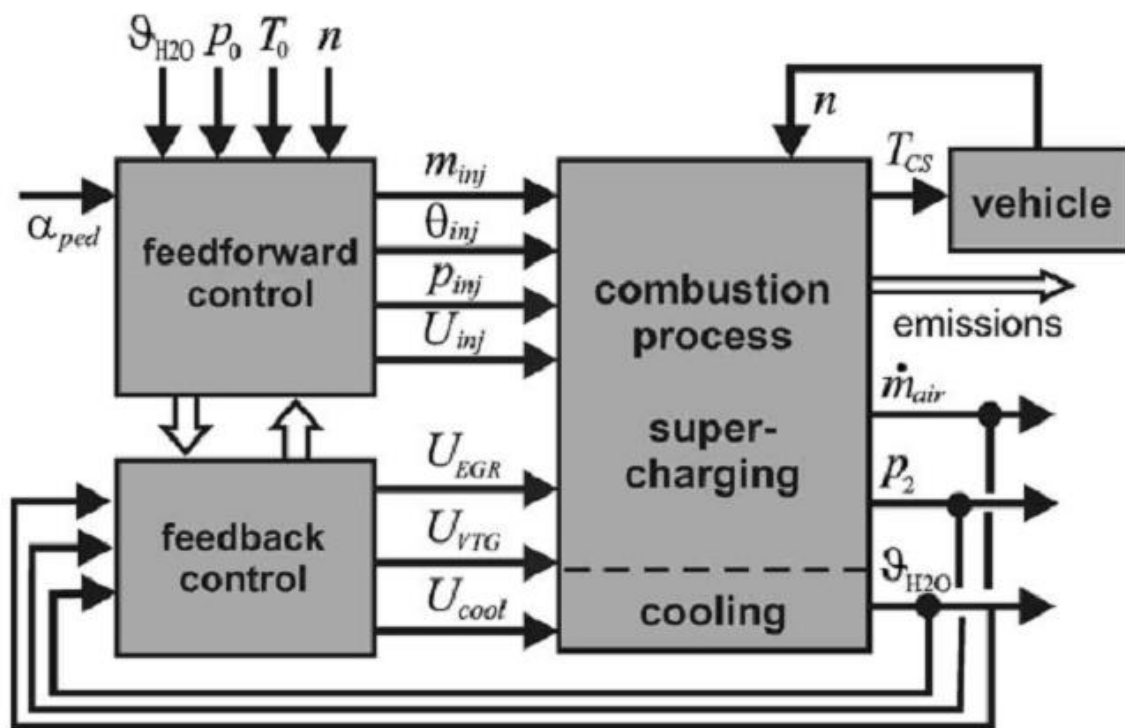 ϑH2O p0 T0 n
αped
feedforward
control
minj
θinj
pinj
Uinj
feedback
control
UEGR
UVTG
Ucool
combustion
process
super-
charging
cooling
n
TCS
vehicle
emissions
ṁair
p2
ϑH2O